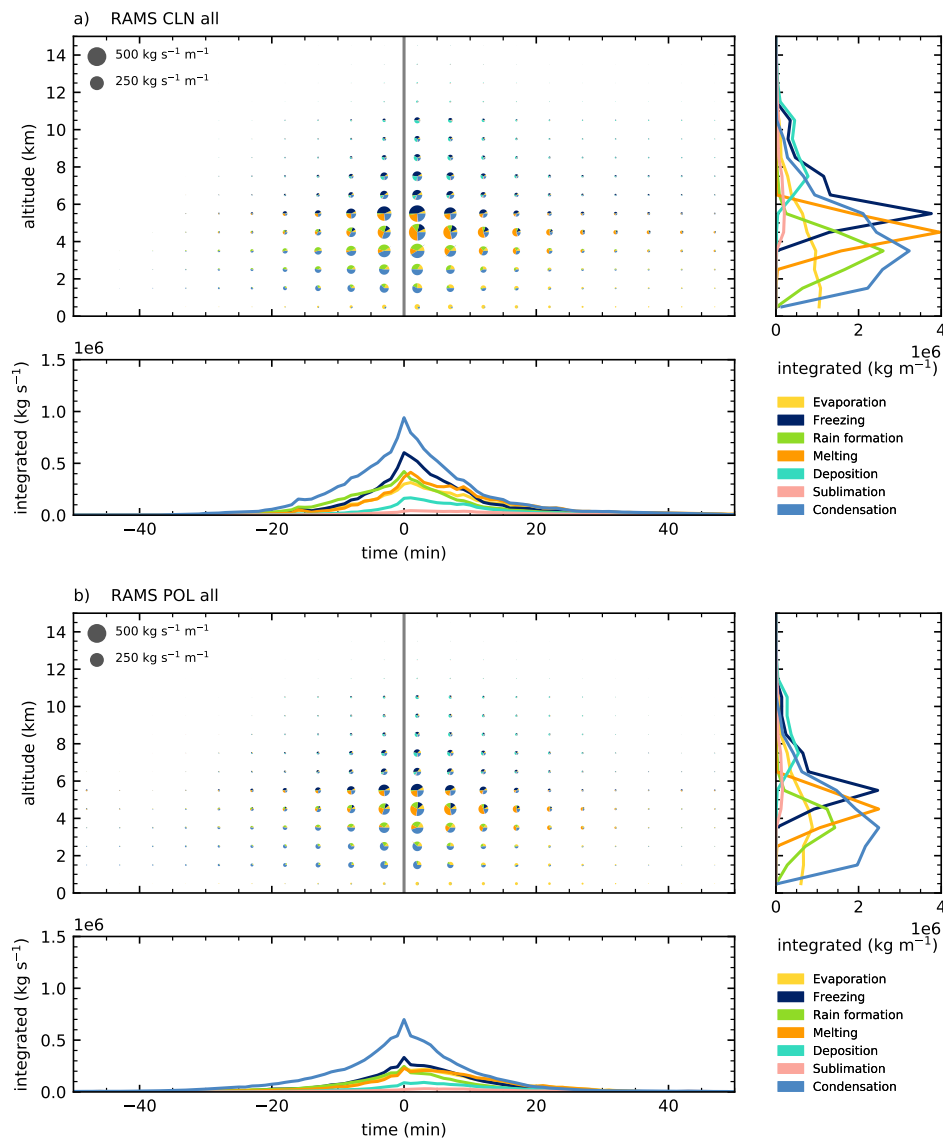 a) RAMS CLN all
500 kg s⁻¹ m⁻¹
250 kg s⁻¹ m⁻¹
altitude (km)
14
12
10
8
6
4
2
0
0 2 4
1e6
integrated (kg m⁻¹)
1e6
integrated (kg s⁻¹)
1.5
1.0
0.5
0.0
−40 −20 0 20 40
time (min)
Evaporation
Freezing
Rain formation
Melting
Deposition
Sublimation
Condensation
b) RAMS POL all
500 kg s⁻¹ m⁻¹
250 kg s⁻¹ m⁻¹
altitude (km)
14
12
10
8
6
4
2
0
0 2 4
1e6
integrated (kg m⁻¹)
1e6
integrated (kg s⁻¹)
1.5
1.0
0.5
0.0
−40 −20 0 20 40
time (min)
Evaporation
Freezing
Rain formation
Melting
Deposition
Sublimation
Condensation